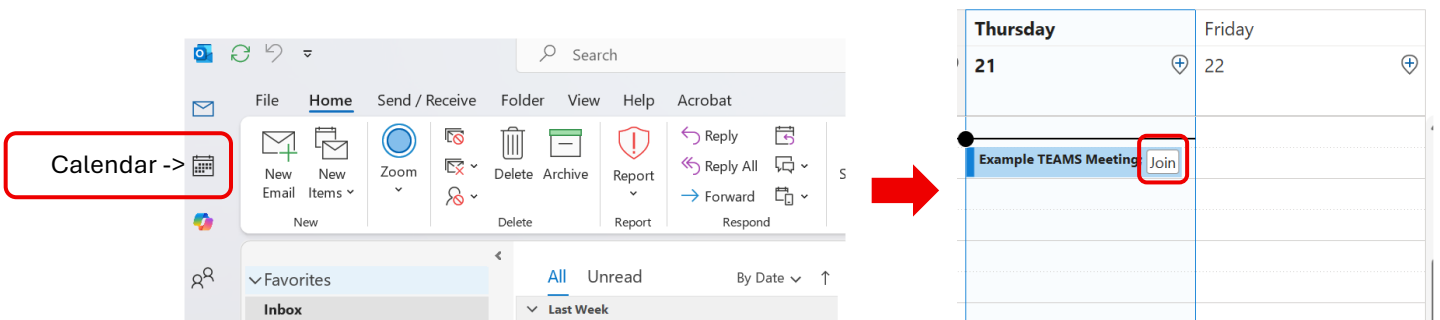 Search
File Home Send / Receive Folder View Help Acrobat
Calendar ->
New Email
New Items
Zoom
Delete
Archive
Report
Reply
Reply All
Forward
S
New
Delete
Report
Respond
Favorites
All Unread By Date
Inbox
Last Week
Thursday Friday
21 22
Example TEAMS Meeting
Join